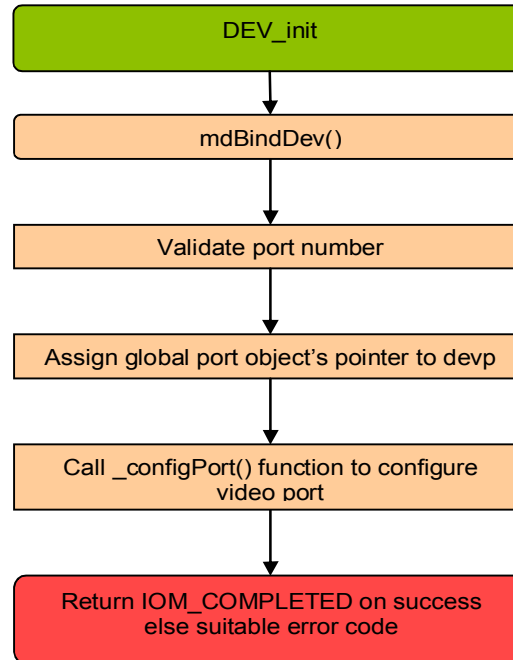 DEV_init
mdBindDev()
Validate port number
Assign global port object's pointer to devp
Call _configPort() function to configure
video port
Return IOM_COMPLETED on success
else suitable error code